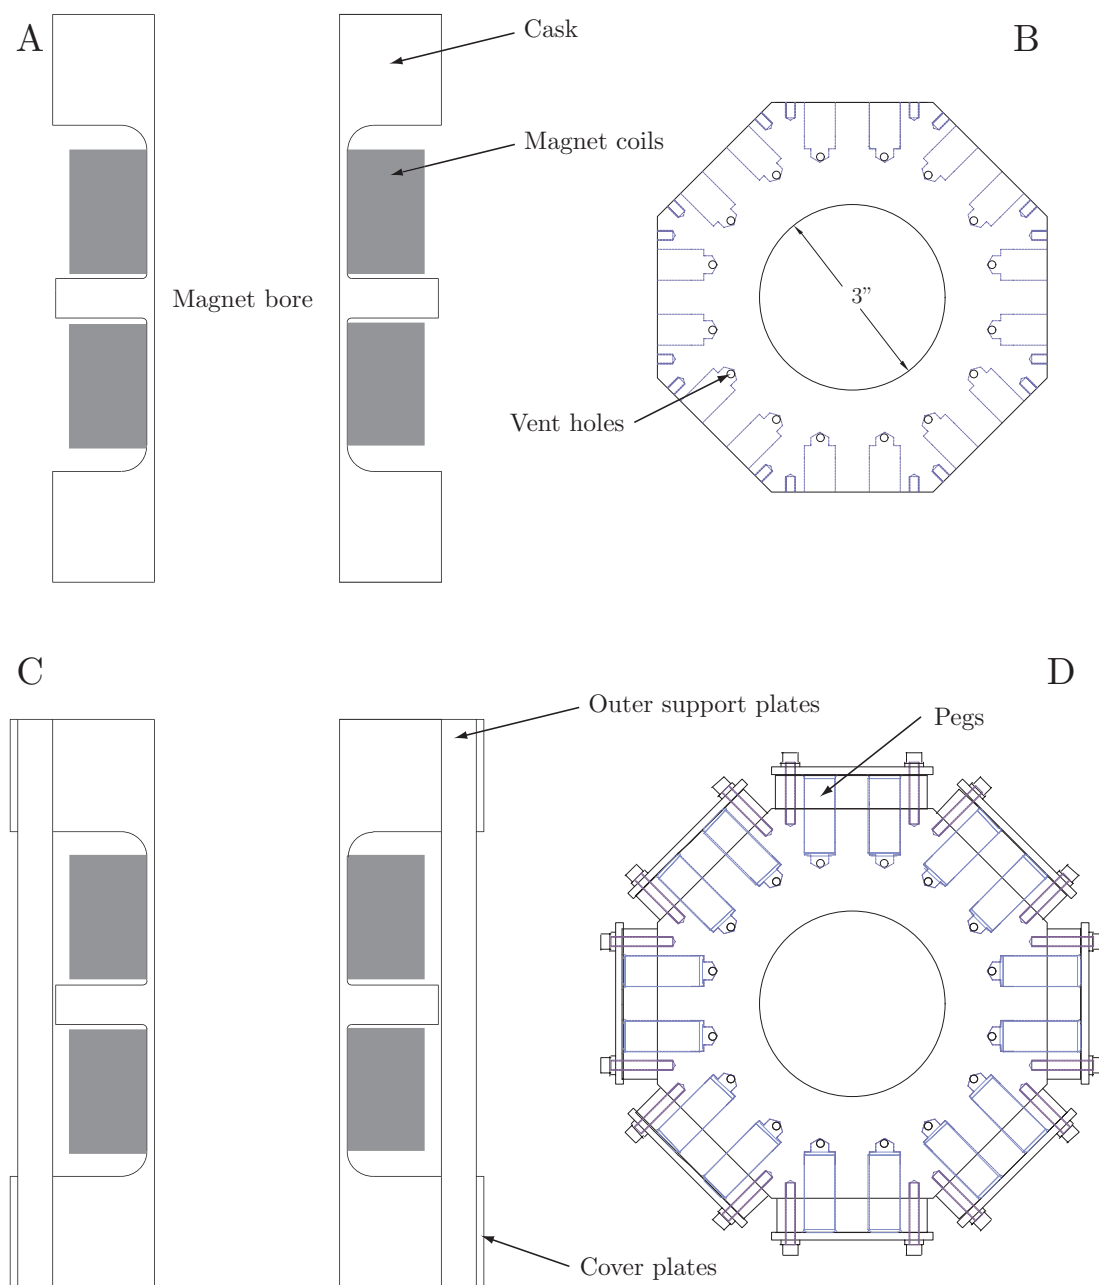 A
Cask
B
Magnet coils
Magnet bore
3”
Vent holes
C
D
Outer support plates
Pegs
Cover plates